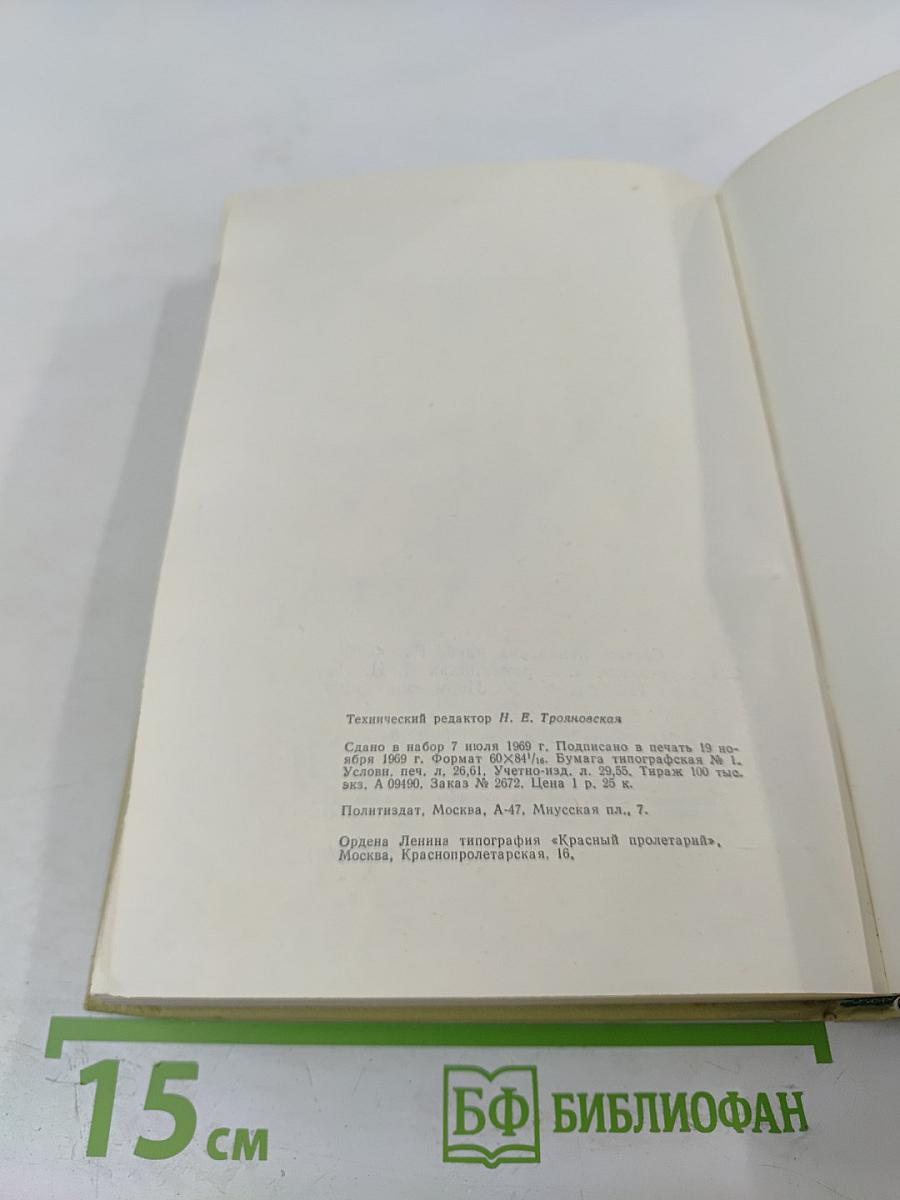 Технический редактор Н. Е. Трояновская
Сдано в набор 7 июля 1969 г. Подписано в печать 19 но-
ября 1969 г. Формат 60×84¹/₁₆. Бумага типографская № 1.
Условн. печ. л. 26,61. Учетно-изд. л. 29,55. Тираж 100 тыс.
экз. А 09490. Заказ № 2672. Цена 1 р. 25 к.
Политиздат, Москва, А-47, Миусская пл., 7.
Ордена Ленина типография «Красный пролетарий».
Москва, Краснопролетарская, 16.
15 см
БФ БИБЛИОФАН